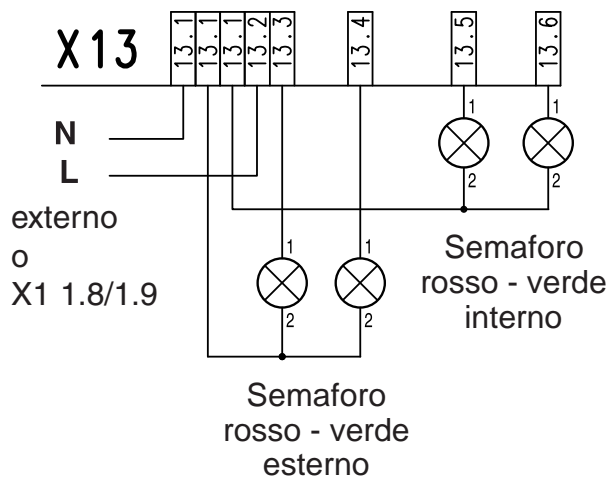 X13
13.1
13.1
13.1
13.2
13.3
13.4
13.5
13.6
N
L
externo
o
X1 1.8/1.9
1
2
1
2
1
2
1
2
Semaforo
rosso - verde
interno
Semaforo
rosso - verde
esterno